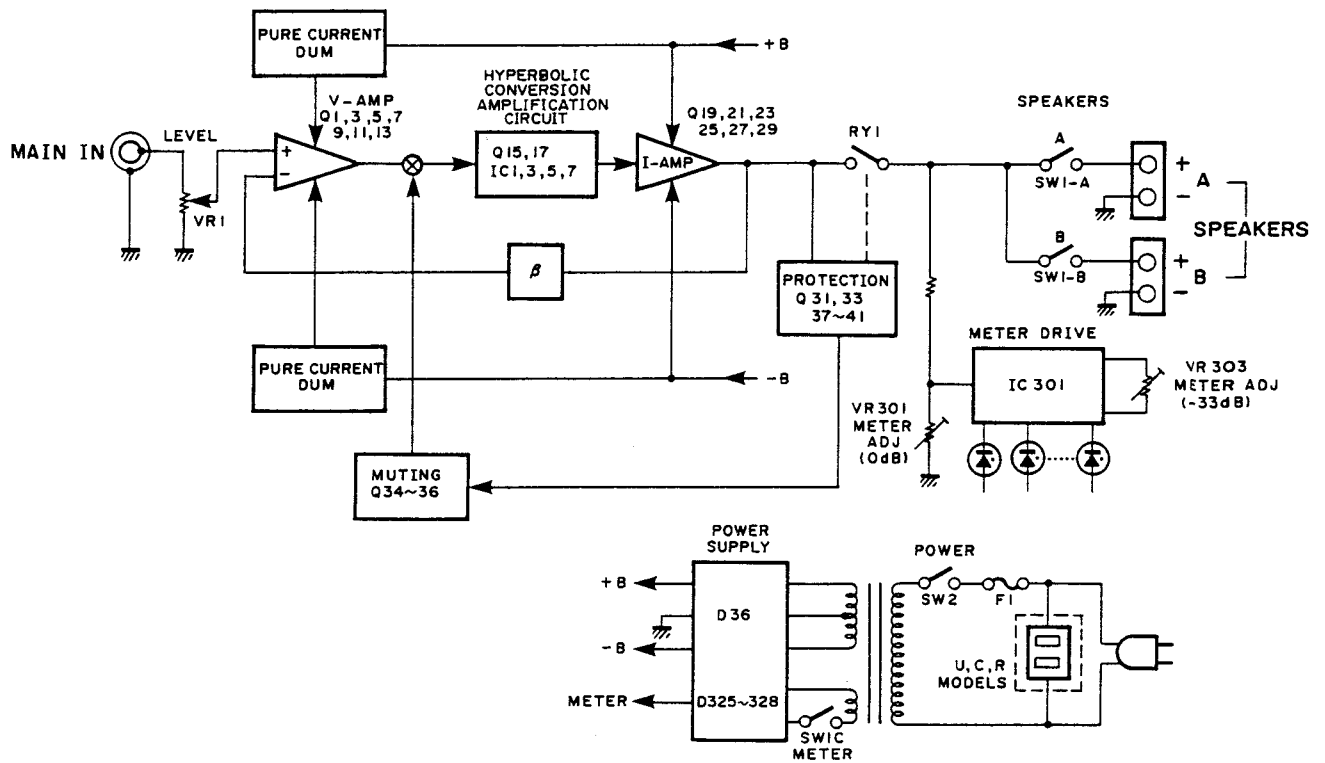 PURE CURRENT
DUM
+B
HYPERBOLIC
CONVERSION
AMPLIFICATION
CIRCUIT
V-AMP
Q1,3,5,7
9,11,13
Q19,21,23
25,27,29
SPEAKERS
MAIN IN
LEVEL
+
-
VR1
Q15,17
IC1,3,5,7
I-AMP
RY1
A
SW1-A
+
-
A
SPEAKERS
B
SW1-B
+
-
B
β
PROTECTION
Q31,33
37~41
PURE CURRENT
DUM
-B
METER DRIVE
IC301
VR303
METER ADJ
(-33dB)
VR301
METER
ADJ
(0dB)
MUTING
Q34~36
POWER
SUPPLY
+B
D36
-B
METER
D325~328
SW1C
METER
POWER
SW2
F1
U,C,R
MODELS